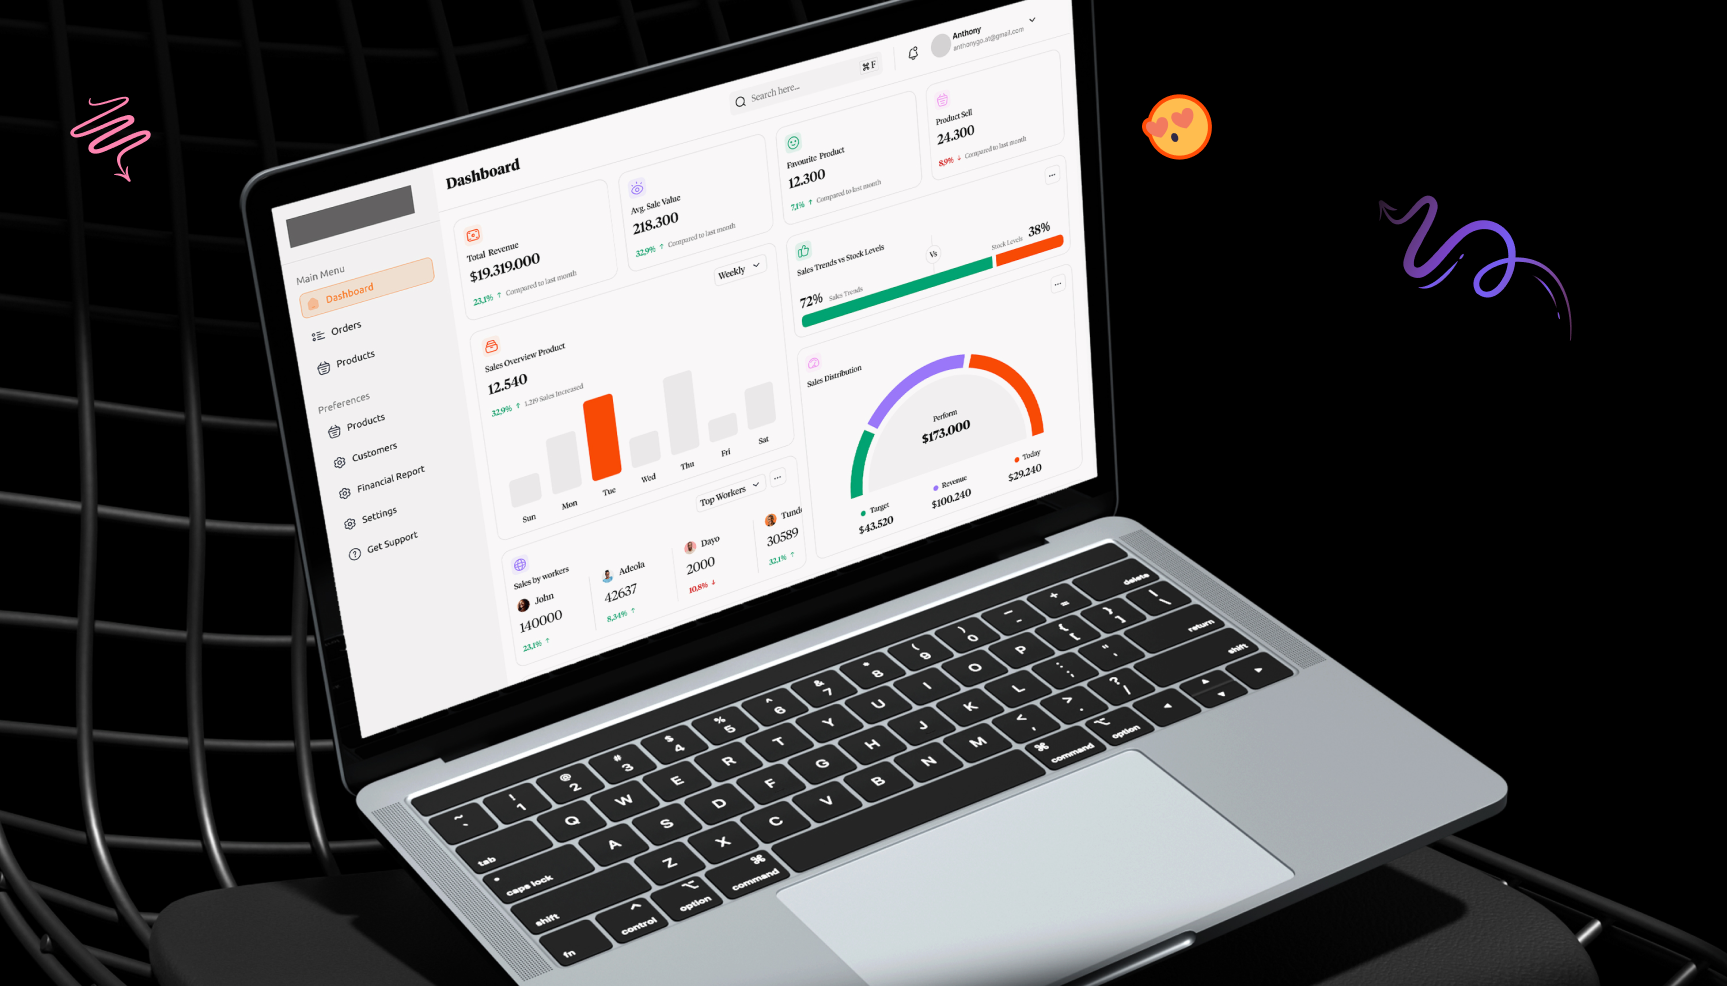 Dashboard
Search here...
⌘ F
Anthony
anthonygo.at@gmail.com
Main Menu
Dashboard
Orders
Products
Preferences
Products
Customers
Financial Report
Settings
Get Support
Total Revenue
$19.319.000
23.1% ↑ Compared to last month
Avg. Sale Value
218.300
32.9% ↑ Compared to last month
Favourite Product
12.300
7.1% ↑ Compared to last month
Product Sell
24.300
8.9% ↓ Compared to last month
Sales Overview Product
12.540
32.9% ↑ 1,219 Sales Increased
Weekly
Sun
Mon
Tue
Wed
Thu
Fri
Sat
Sales Trends vs Stock Levels
Vs
Stock Levels 38%
72% Sales Trends
Sales Distribution
Perform
$173.000
Target
$43.520
Revenue
$100.240
Today
$29.240
Sales by workers
Top Workers
John
140000
23,1% ↑
Adeola
42637
8,34% ↑
Dayo
2000
10.8% ↓
Tund
30589
32.1% ↑
~ ! 1 @ 2 # 3 $ 4 % 5 ^ 6 & 7 * 8 ( 9 ) 0 _ - + = delete
tab Q W E R T Y U I O P { [ } ] | \
caps lock A S D F G H J K L : ; " ' return
shift Z X C V B N M < , > . ? / shift
fn ^ control ⌥ option ⌘ command ⌘ command ⌥ option ◀ ▲ ▼ ▶